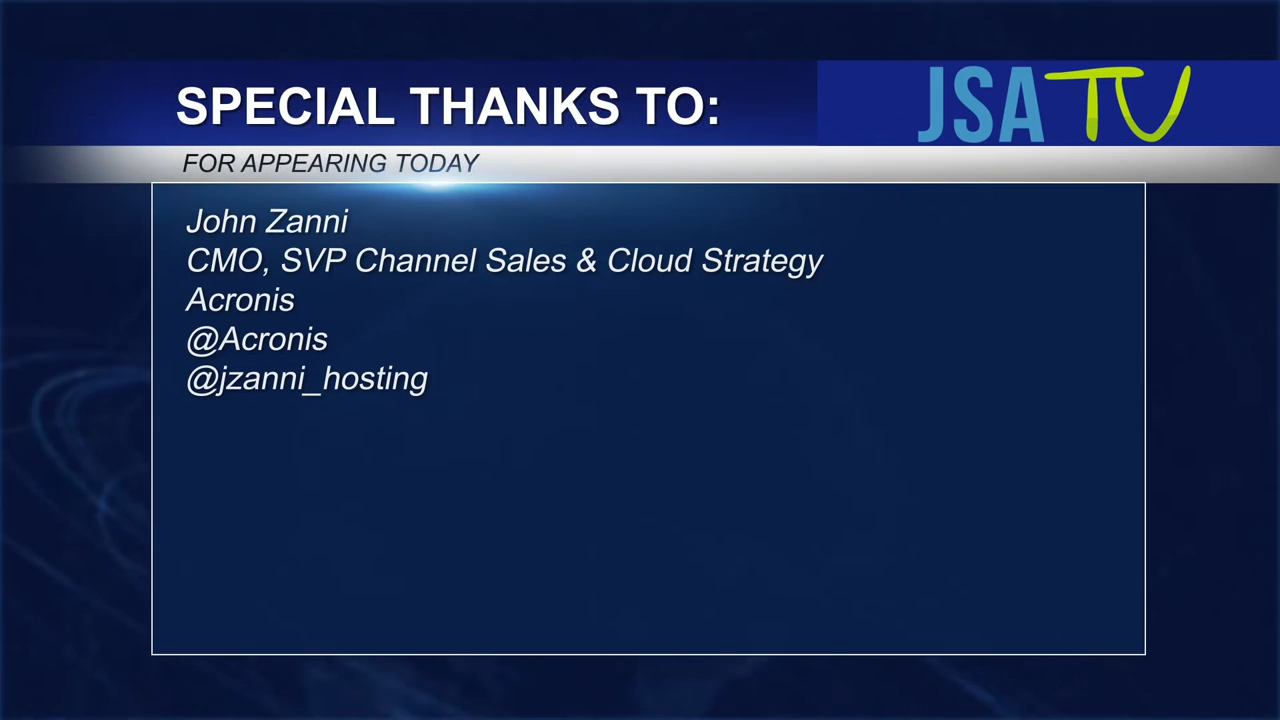 SPECIAL THANKS TO:
JSA TV
FOR APPEARING TODAY
John Zanni
CMO, SVP Channel Sales & Cloud Strategy
Acronis
@Acronis
@jzanni_hosting